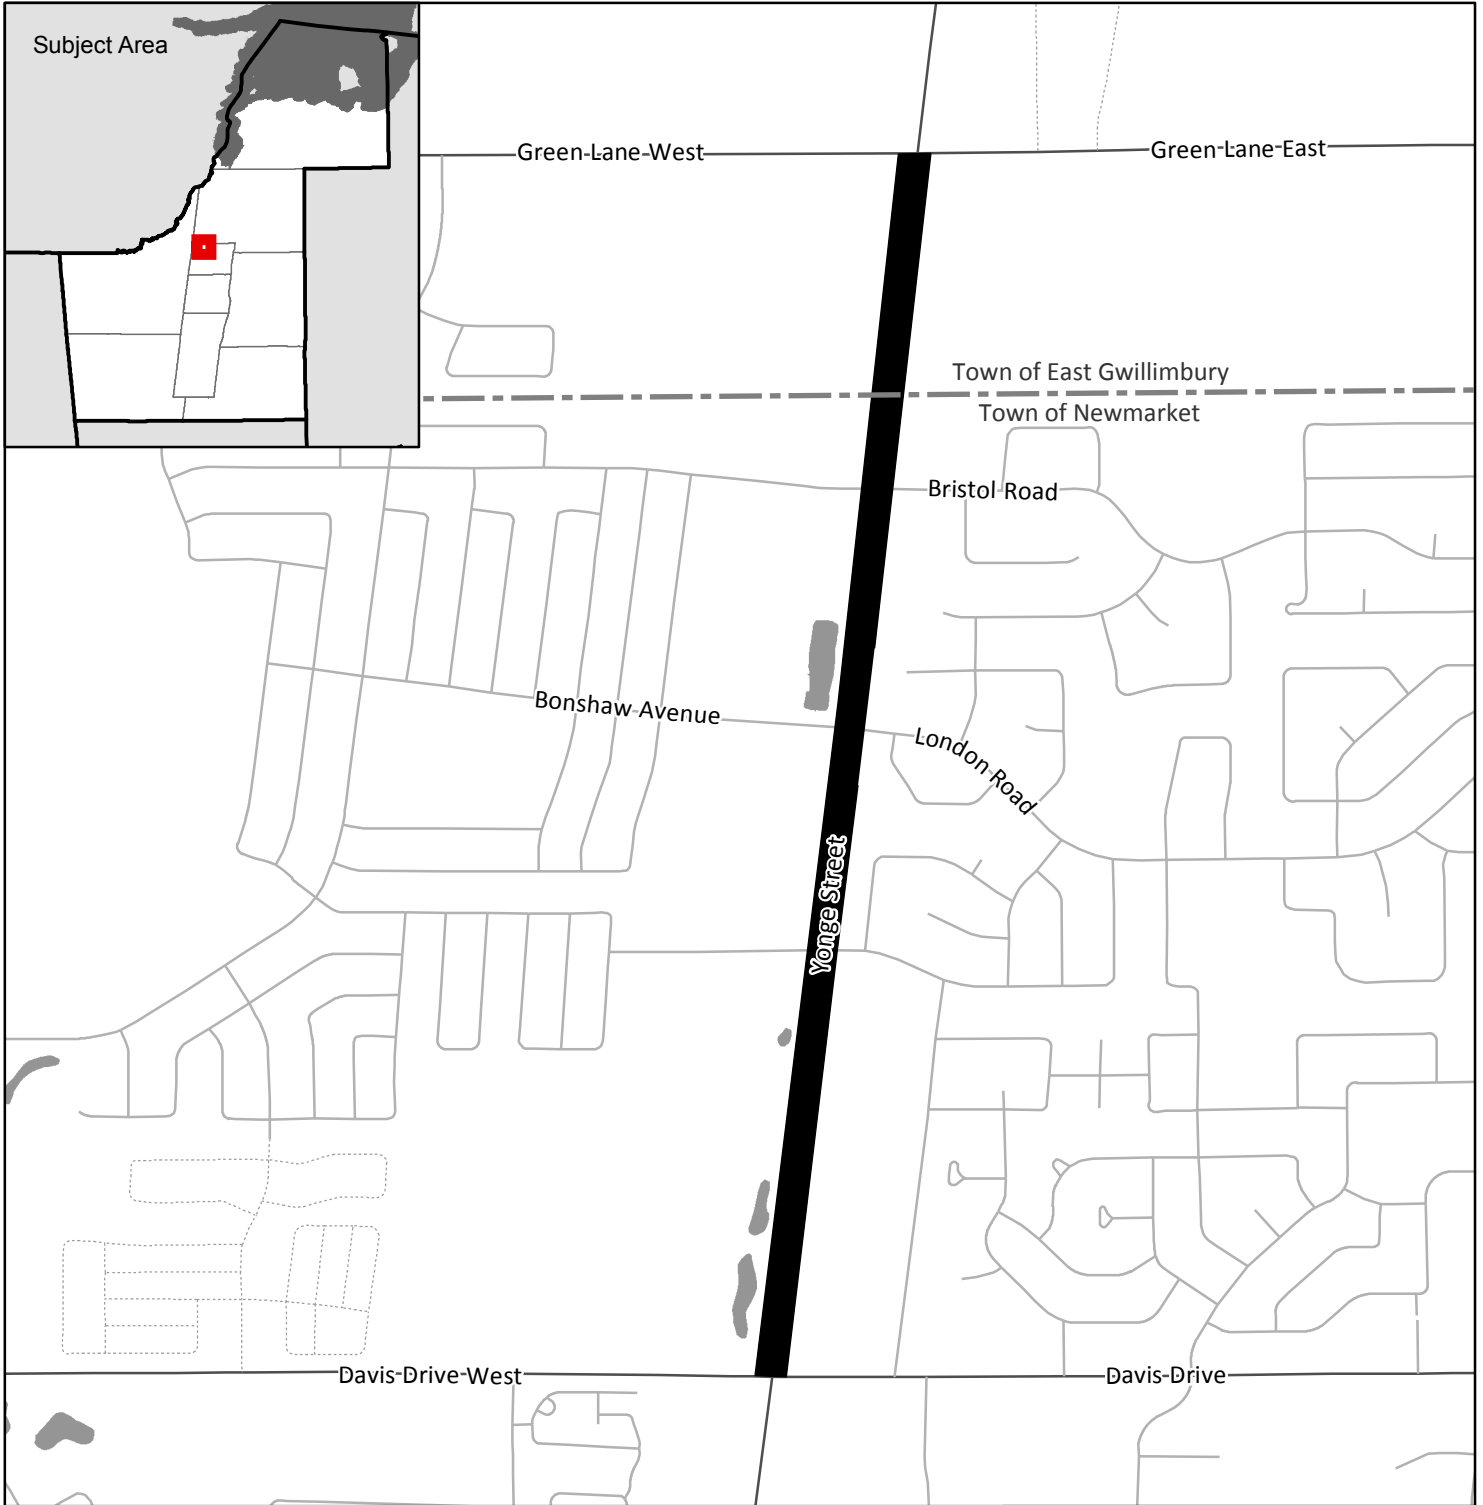 Subject Area
Green Lane West
Green Lane East
Town of East Gwillimbury
Town of Newmarket
Bristol Road
Bonshaw Avenue
London Road
Yonge Street
Davis Drive West
Davis Drive